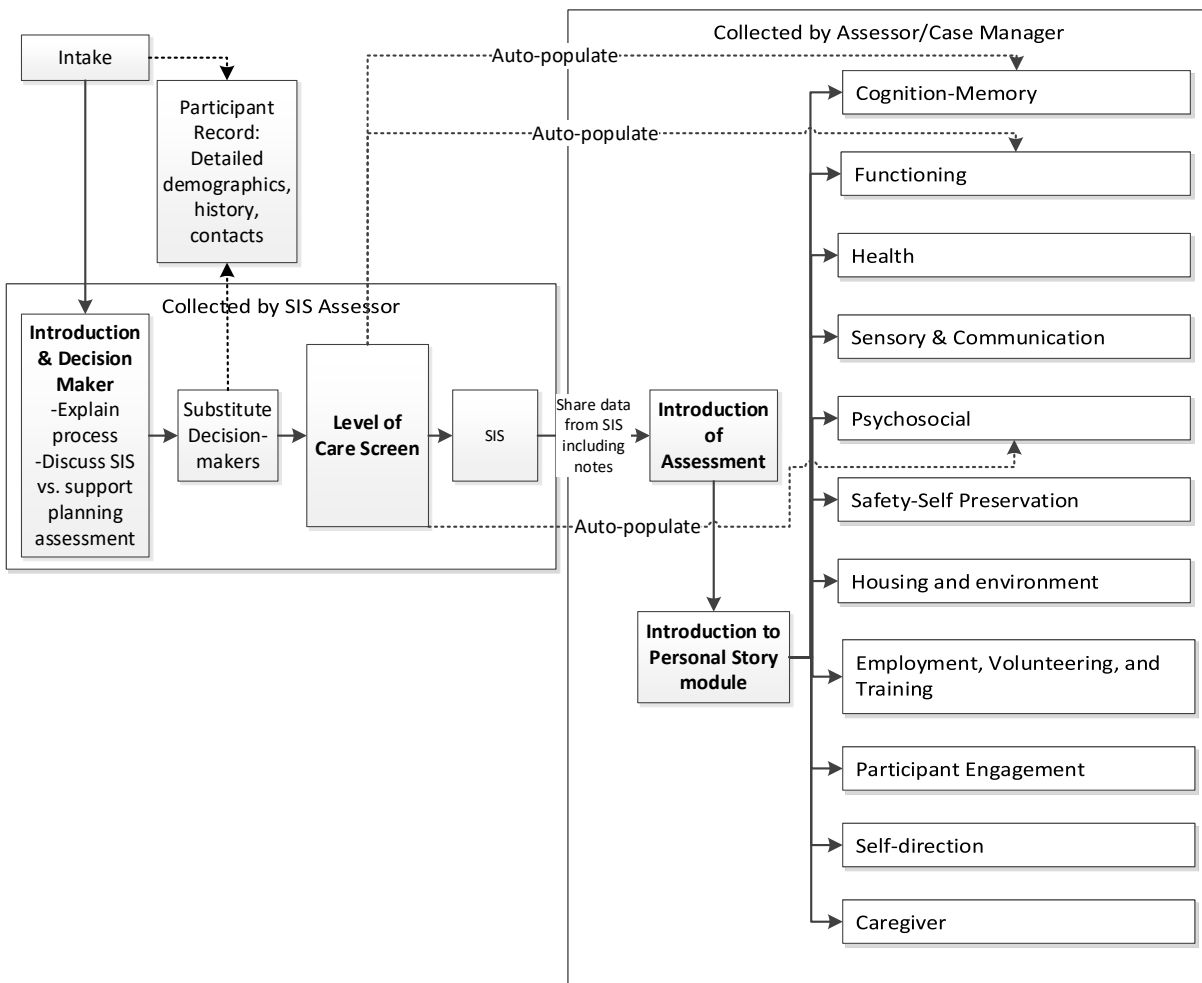 Intake
Participant
Record:
Detailed
demographics,
history,
contacts
Collected by SIS Assessor
Introduction
& Decision
Maker
-Explain
process
-Discuss SIS
vs. support
planning
assessment
Substitute
Decision-
makers
Level of
Care Screen
SIS
Share data
from SIS
including
notes
Collected by Assessor/Case Manager
Auto-populate
Auto-populate
Auto-populate
Introduction
of
Assessment
Introduction to
Personal Story
module
Cognition-Memory
Functioning
Health
Sensory & Communication
Psychosocial
Safety-Self Preservation
Housing and environment
Employment, Volunteering, and
Training
Participant Engagement
Self-direction
Caregiver